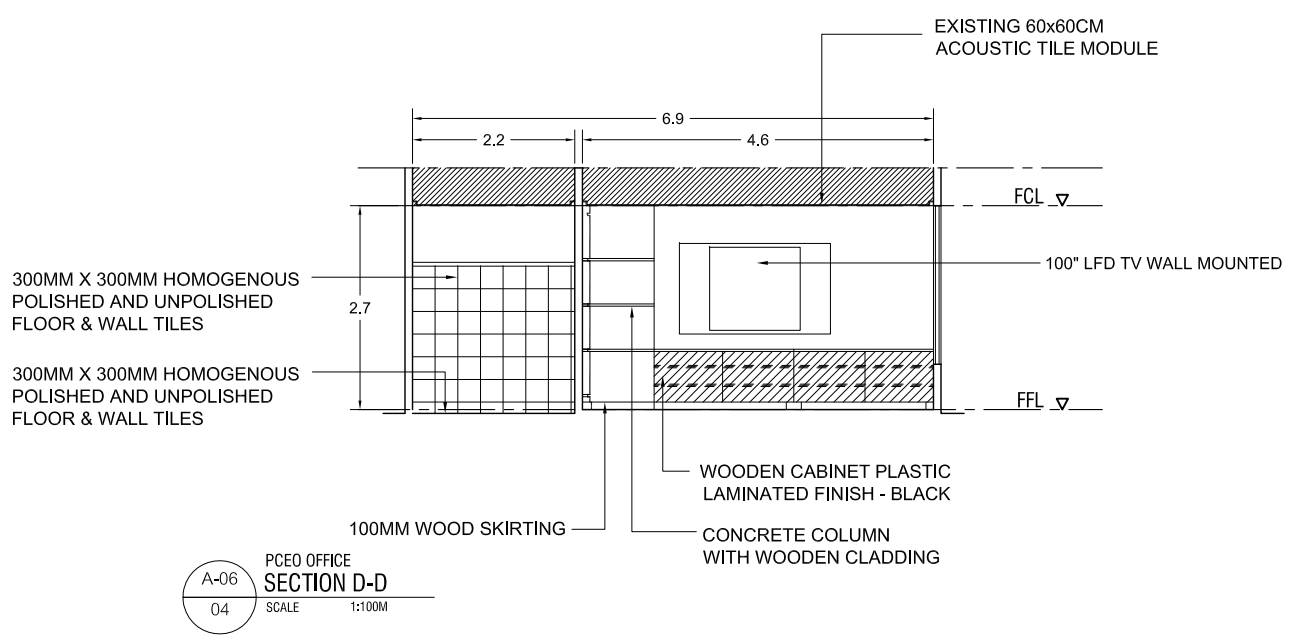 EXISTING 60x60CM
ACOUSTIC TILE MODULE
6.9
2.2
4.6
FCL
300MM X 300MM HOMOGENOUS
POLISHED AND UNPOLISHED
FLOOR & WALL TILES
100" LFD TV WALL MOUNTED
2.7
300MM X 300MM HOMOGENOUS
POLISHED AND UNPOLISHED
FLOOR & WALL TILES
FFL
WOODEN CABINET PLASTIC
LAMINATED FINISH - BLACK
100MM WOOD SKIRTING
CONCRETE COLUMN
WITH WOODEN CLADDING
A-06
04
PCEO OFFICE
SECTION D-D
SCALE 1:100M